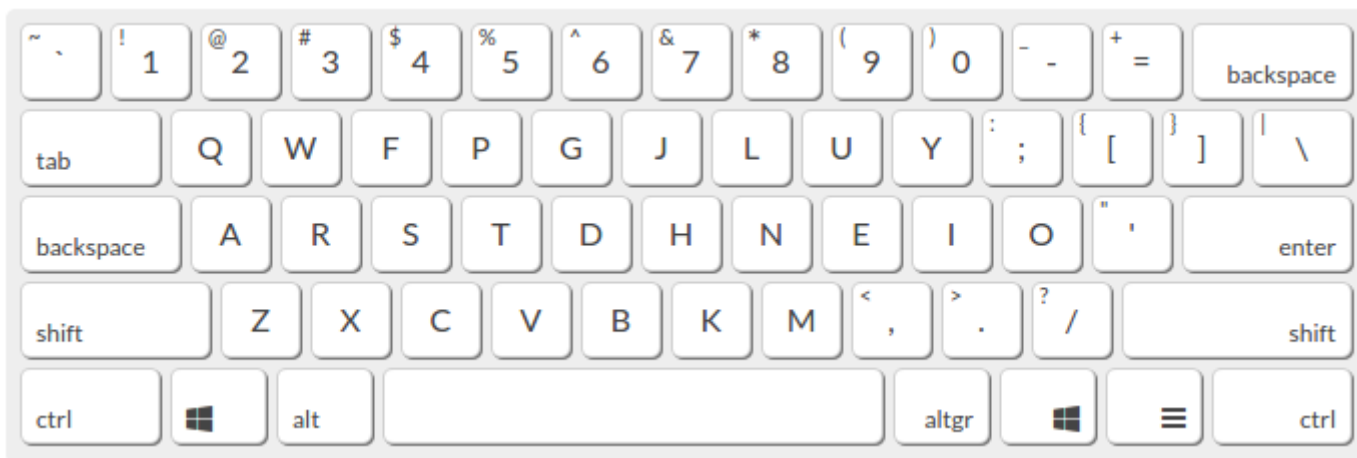 ~ ` ! 1 @ 2 # 3 $ 4 % 5 ^ 6 & 7 * 8 ( 9 ) 0 _ - + = backspace
tab Q W F P G J L U Y : ; { [ } ] | \
backspace A R S T D H N E I O " ' enter
shift Z X C V B K M < , > . ? / shift
ctrl alt altgr ctrl